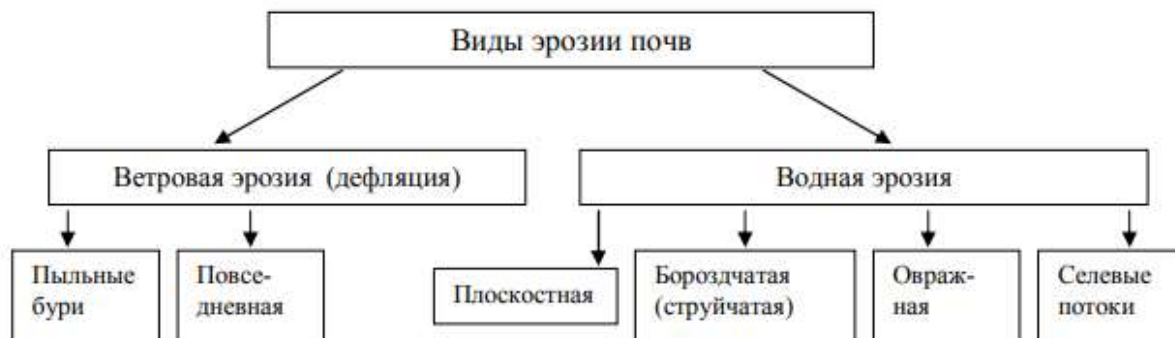 Виды эрозии почв
Ветровая эрозия (дефляция)
Водная эрозия
Пыльные
бури
Повсе-
дневная
Плоскостная
Бороздчатая
(струйчатая)
Овраж-
ная
Селевые
потоки